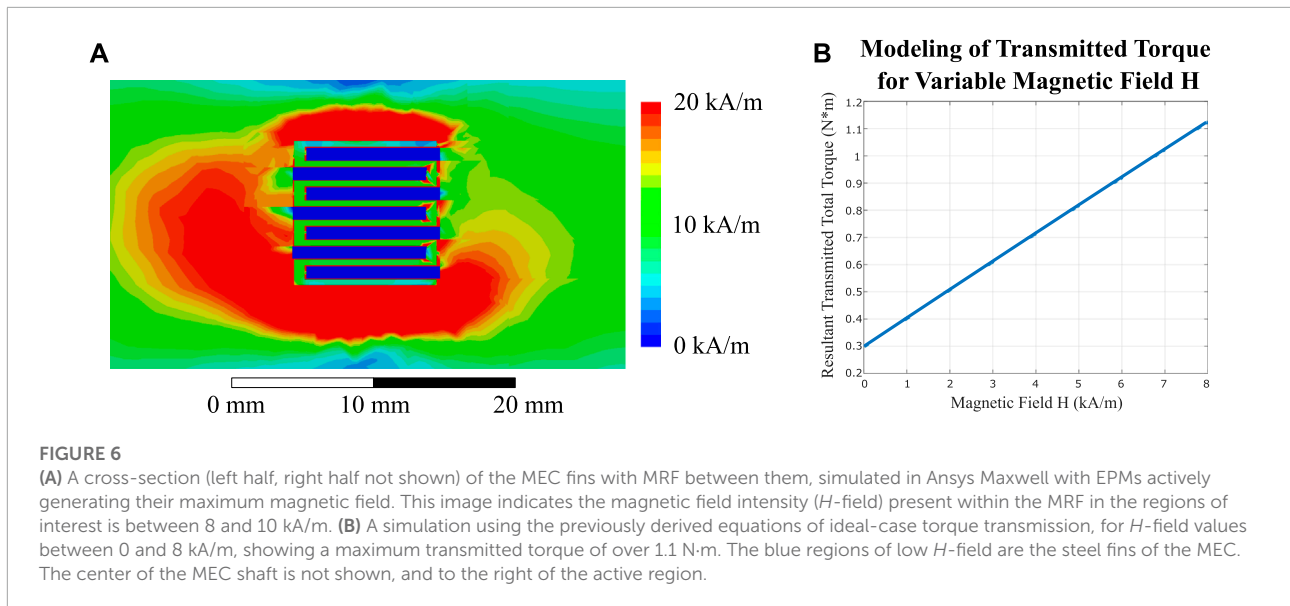 A
20 kA/m
10 kA/m
0 kA/m
0 mm
10 mm
20 mm
B
Modeling of Transmitted Torque
for Variable Magnetic Field H
Resultant Transmitted Total Torque (N*m)
1.2
1.1
1
0.9
0.8
0.7
0.6
0.5
0.4
0.3
0.2
0
1
2
3
4
5
6
7
8
Magnetic Field H (kA/m)
FIGURE 6
(A) A cross-section (left half, right half not shown) of the MEC fins with MRF between them, simulated in Ansys Maxwell with EPMs actively
generating their maximum magnetic field. This image indicates the magnetic field intensity (H-field) present within the MRF in the regions of
interest is between 8 and 10 kA/m. (B) A simulation using the previously derived equations of ideal-case torque transmission, for H-field values
between 0 and 8 kA/m, showing a maximum transmitted torque of over 1.1 N·m. The blue regions of low H-field are the steel fins of the MEC.
The center of the MEC shaft is not shown, and to the right of the active region.